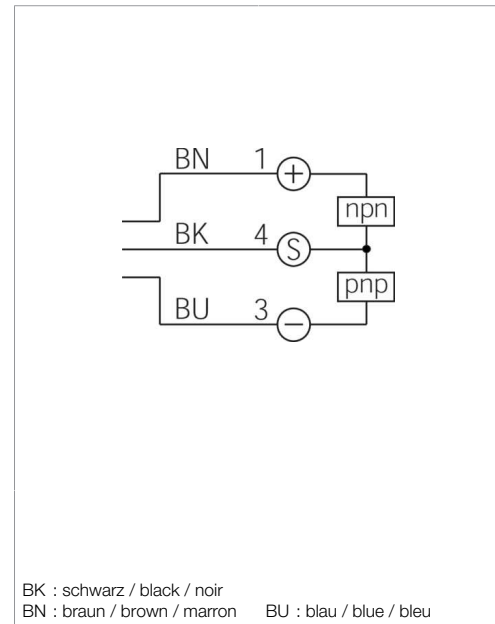 BN 1 +
npn
BK 4 S
pnp
BU 3 −
BK : schwarz / black / noir
BN : braun / brown / marron BU : blau / blue / bleu